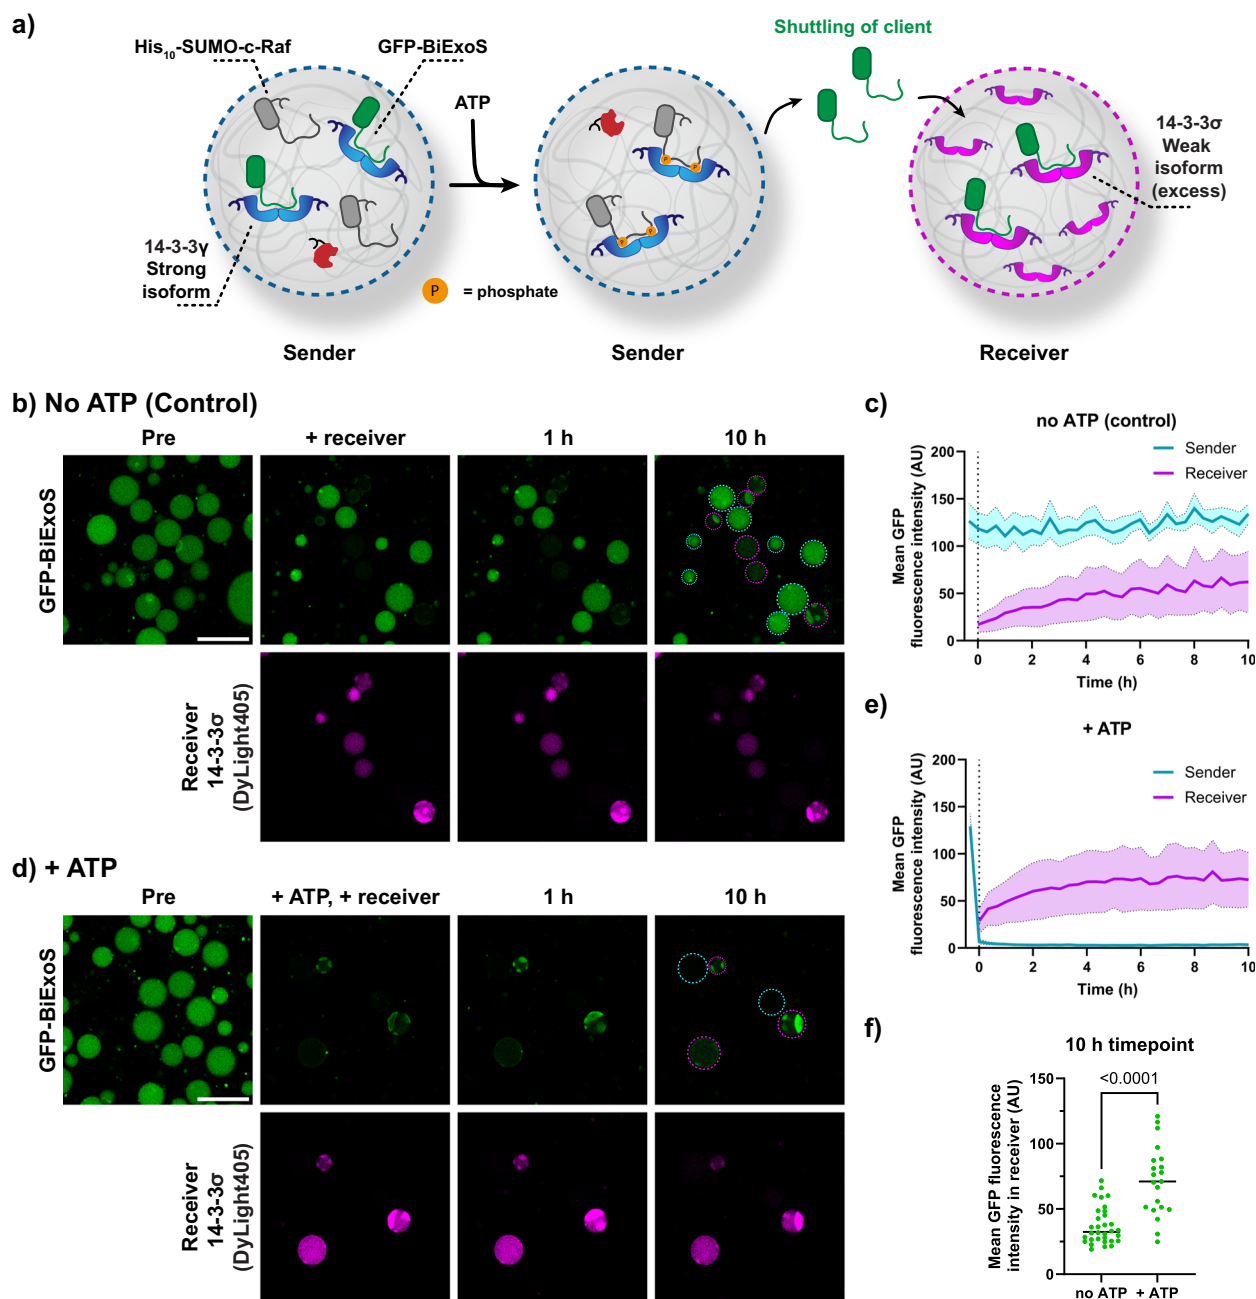 a)
His10-SUMO-c-Raf
GFP-BiExoS
ATP
Shuttling of client
14-3-3γ
Strong
isoform
P = phosphate
P
P
P
P
14-3-3σ
Weak
isoform
(excess)
Sender
Sender
Receiver
b) No ATP (Control)
Pre
+ receiver
1 h
10 h
GFP-BiExoS
Receiver
14-3-3σ
(DyLight405)
c)
no ATP (control)
Sender
Receiver
Mean GFP
fluorescence intensity (AU)
200
150
100
50
0
0 2 4 6 8 10
Time (h)
d) + ATP
Pre
+ ATP, + receiver
1 h
10 h
GFP-BiExoS
Receiver
14-3-3σ
(DyLight405)
e)
+ ATP
Sender
Receiver
Mean GFP
fluorescence intensity (AU)
200
150
100
50
0
0 2 4 6 8 10
Time (h)
f)
10 h timepoint
<0.0001
Mean GFP fluorescence
intensity in receiver (AU)
150
100
50
0
no ATP + ATP